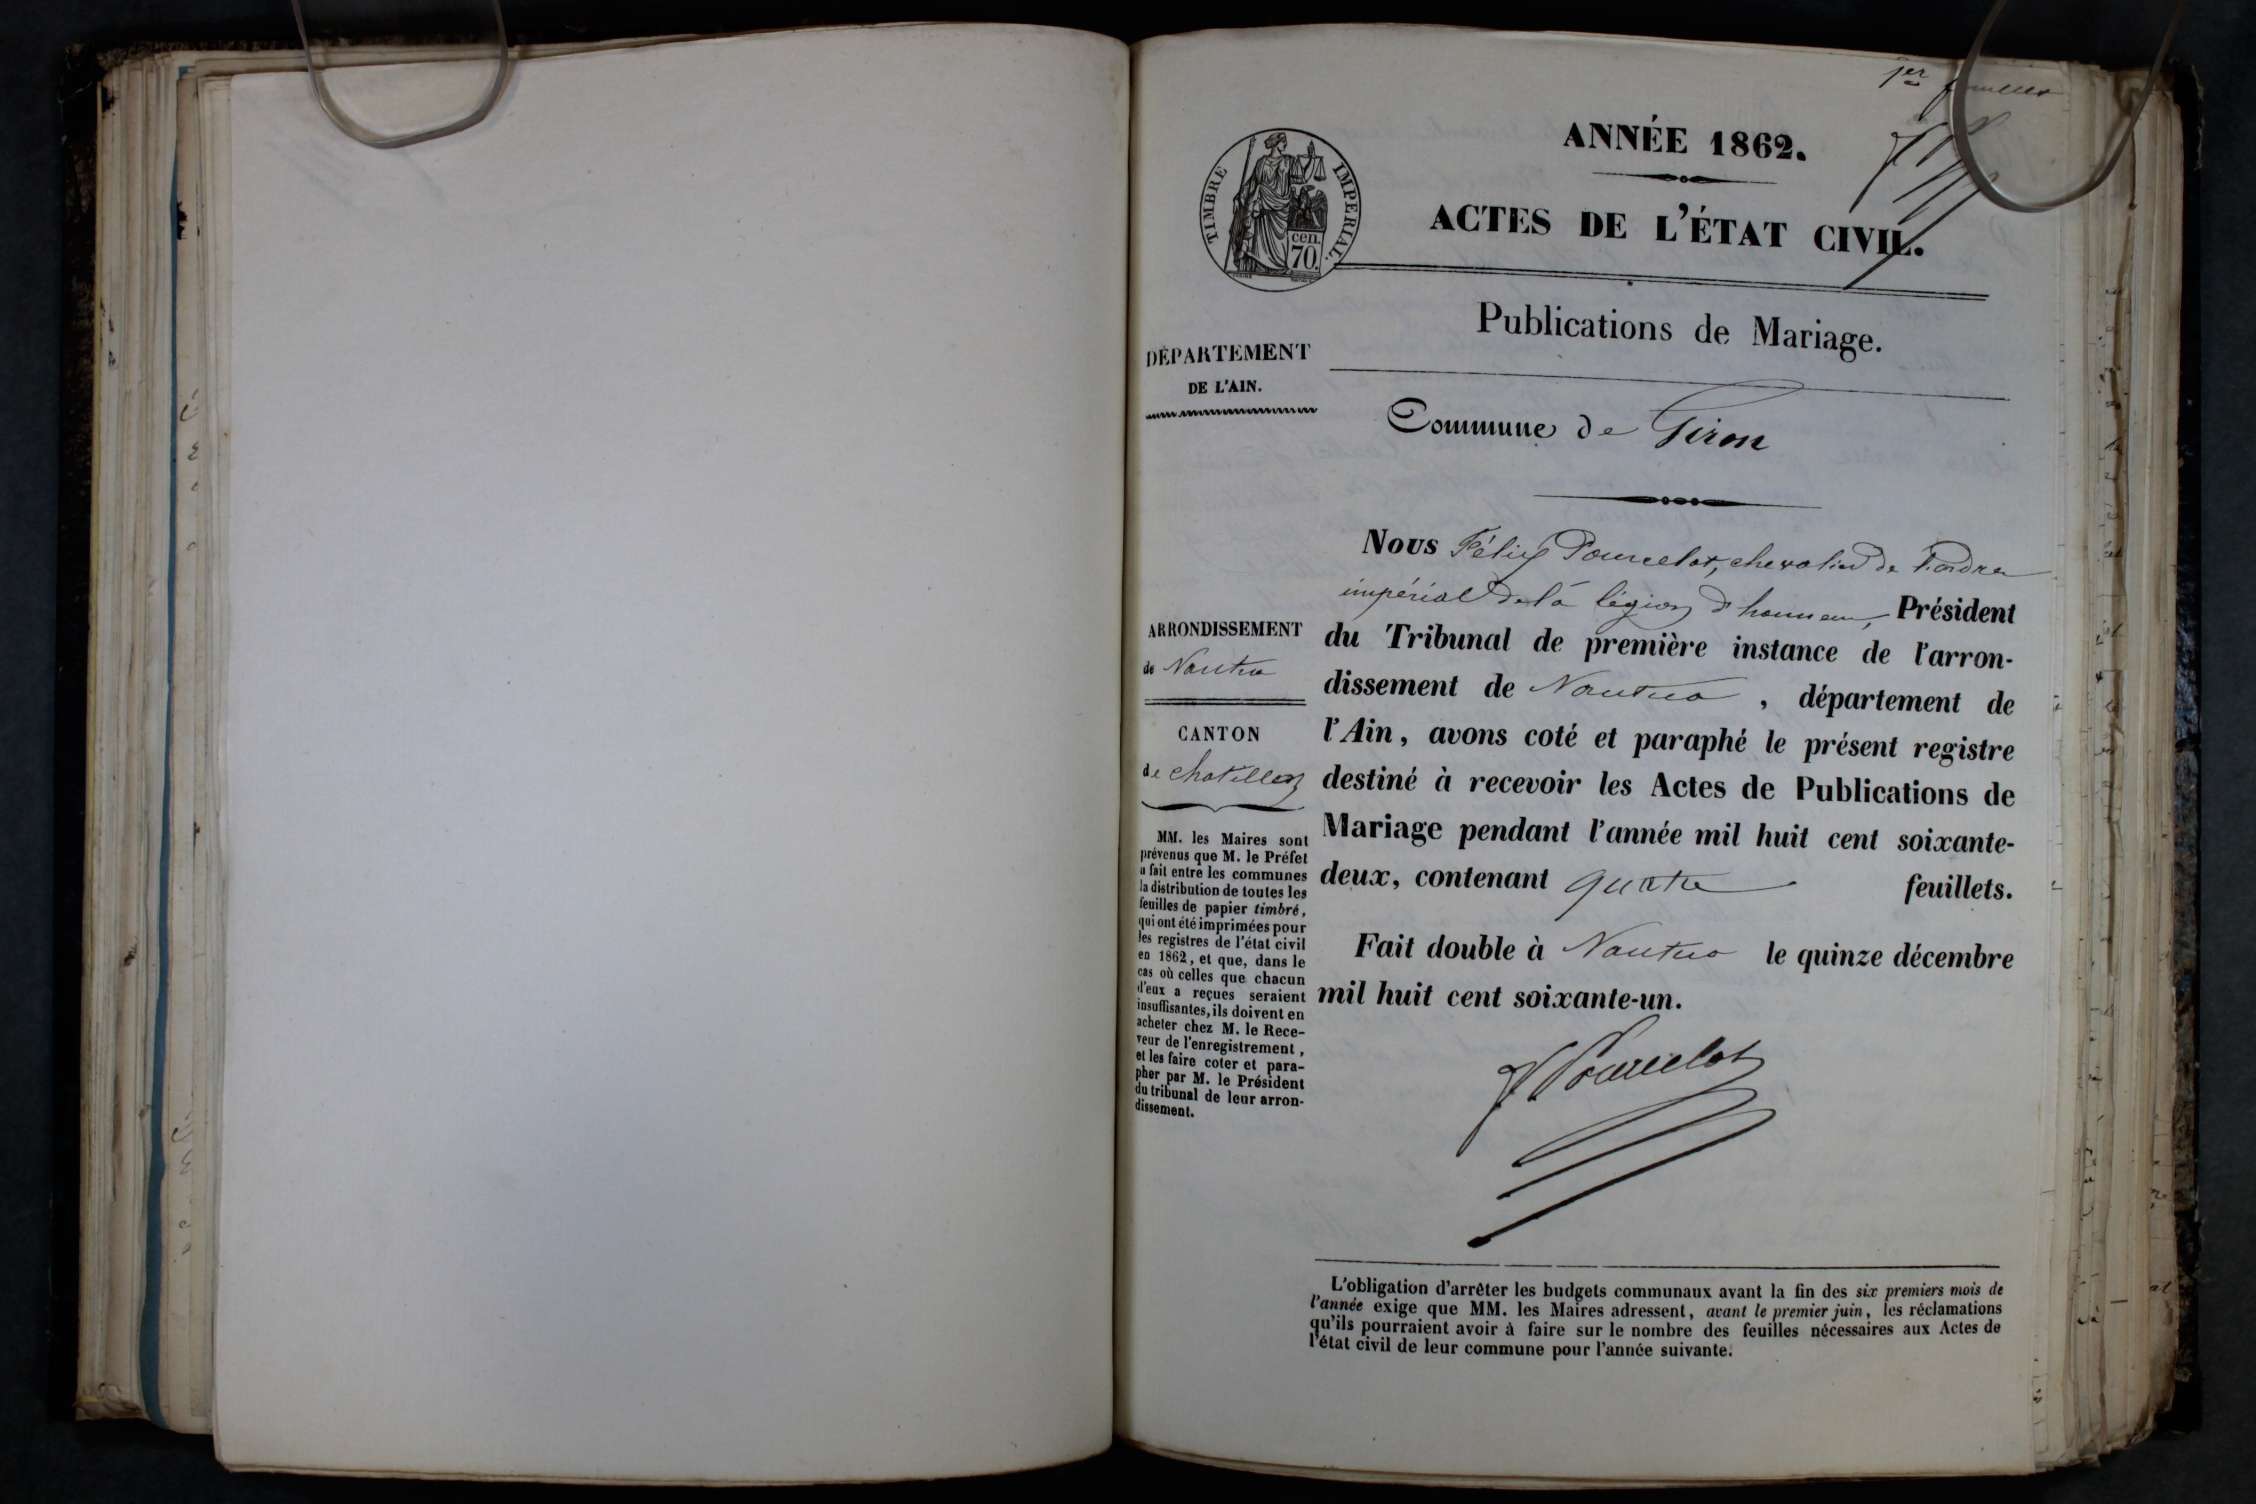 1er feuillet
ANNÉE 1862.
ACTES DE L'ÉTAT CIVIL.
TIMBRE IMPÉRIAL.
cen.
70.
Publications de Mariage.
DÉPARTEMENT
DE L'AIN.
Commune de Giron
ARRONDISSEMENT
de Nantua
CANTON
de chatillon
MM. les Maires sont
prévenus que M. le Préfet
a fait entre les communes
la distribution de toutes les
feuilles de papier timbré,
qui ont été imprimées pour
les registres de l'état civil
en 1862, et que, dans le
cas où celles que chacun
d'eux a reçues seraient
insuffisantes, ils doivent en
acheter chez M. le Rece-
veur de l'enregistrement,
et les faire coter et para-
pher par M. le Président
du tribunal de leur arron-
dissement.
Nous Félix Pourcelot, chevalier de l'ordre
impérial de la légion d'honneur, Président
du Tribunal de première instance de l'arron-
dissement de Nantua, département de
l'Ain, avons coté et paraphé le présent registre
destiné à recevoir les Actes de Publications de
Mariage pendant l'année mil huit cent soixante-
deux, contenant quatre feuillets.
Fait double à Nantua le quinze décembre
mil huit cent soixante-un.
F Pourcelot
L'obligation d'arrêter les budgets communaux avant la fin des six premiers mois de
l'année exige que MM. les Maires adressent, avant le premier juin, les réclamations
qu'ils pourraient avoir à faire sur le nombre des feuilles nécessaires aux Actes de
l'état civil de leur commune pour l'année suivante.